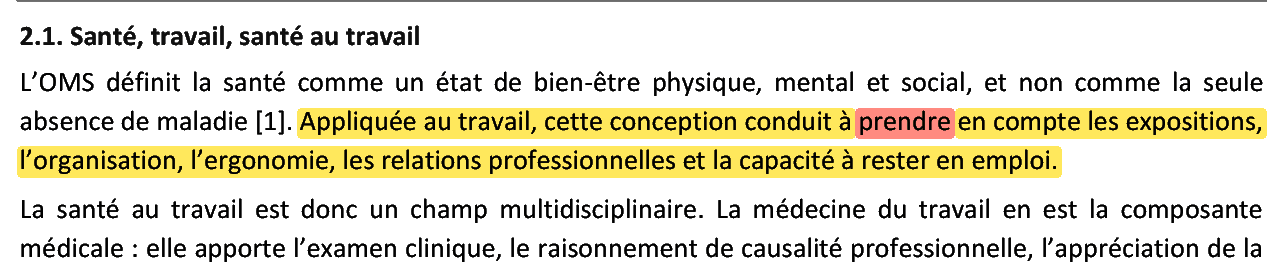 2.1. Santé, travail, santé au travail
L’OMS définit la santé comme un état de bien-être physique, mental et social, et non comme la seule
absence de maladie [1]. Appliquée au travail, cette conception conduit à prendre en compte les expositions,
l’organisation, l’ergonomie, les relations professionnelles et la capacité à rester en emploi.
La santé au travail est donc un champ multidisciplinaire. La médecine du travail en est la composante
médicale : elle apporte l’examen clinique, le raisonnement de causalité professionnelle, l’appréciation de la